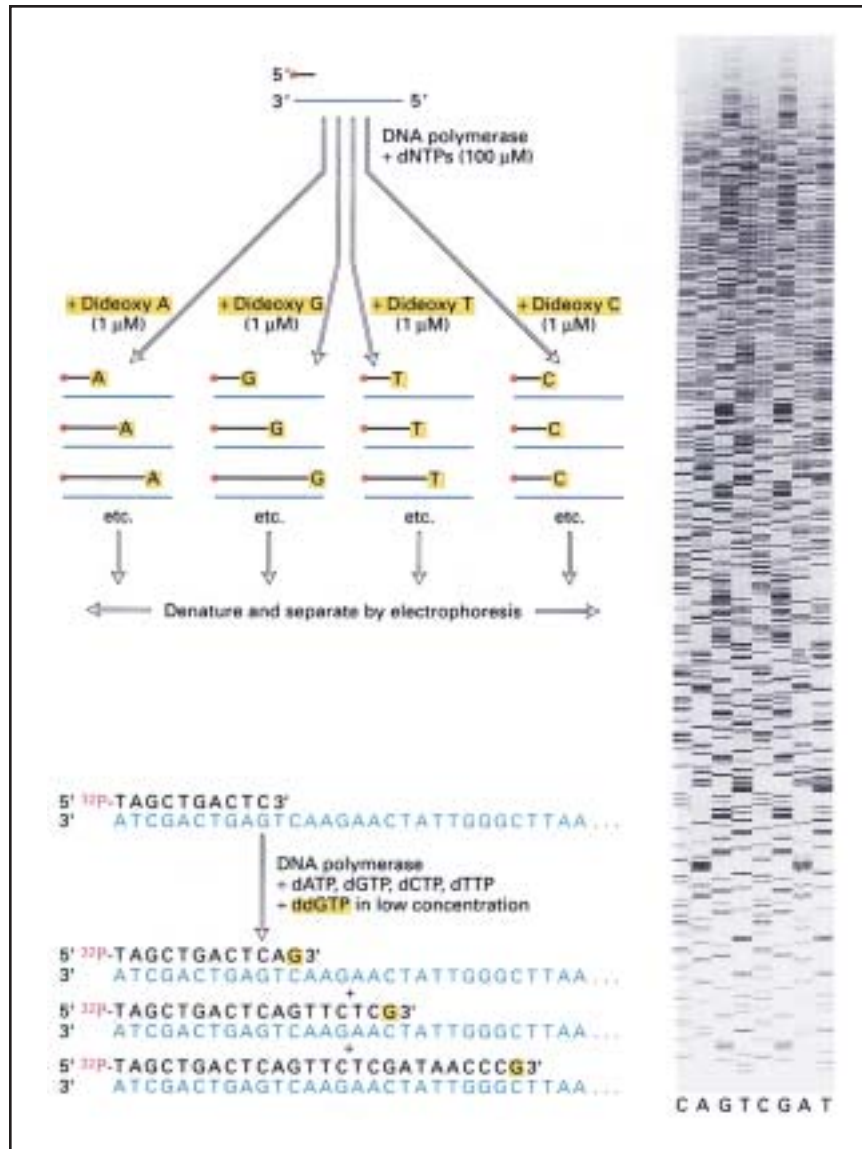 5'
3' 5'
DNA polymerase
+ dNTPs (100 μM)
+ Dideoxy A + Dideoxy G + Dideoxy T + Dideoxy C
(1 μM) (1 μM) (1 μM) (1 μM)
A G T C
A G T C
A G T C
etc. etc. etc. etc.
Denature and separate by electrophoresis
5' 32P-TAGCTGACTC3'
3' ATCGACTGAGTCAAGAACTATTGGGCTTAA...
DNA polymerase
+ dATP, dGTP, dCTP, dTTP
+ ddGTP in low concentration
5' 32P-TAGCTGACTCAG3'
3' ATCGACTGAGTCAAGAACTATTGGGCTTAA...
+
5' 32P-TAGCTGACTCAGTTCTCG3'
3' ATCGACTGAGTCAAGAACTATTGGGCTTAA...
+
5' 32P-TAGCTGACTCAGTTCTCGATAACCCG3'
3' ATCGACTGAGTCAAGAACTATTGGGCTTAA...
C A G T C G A T